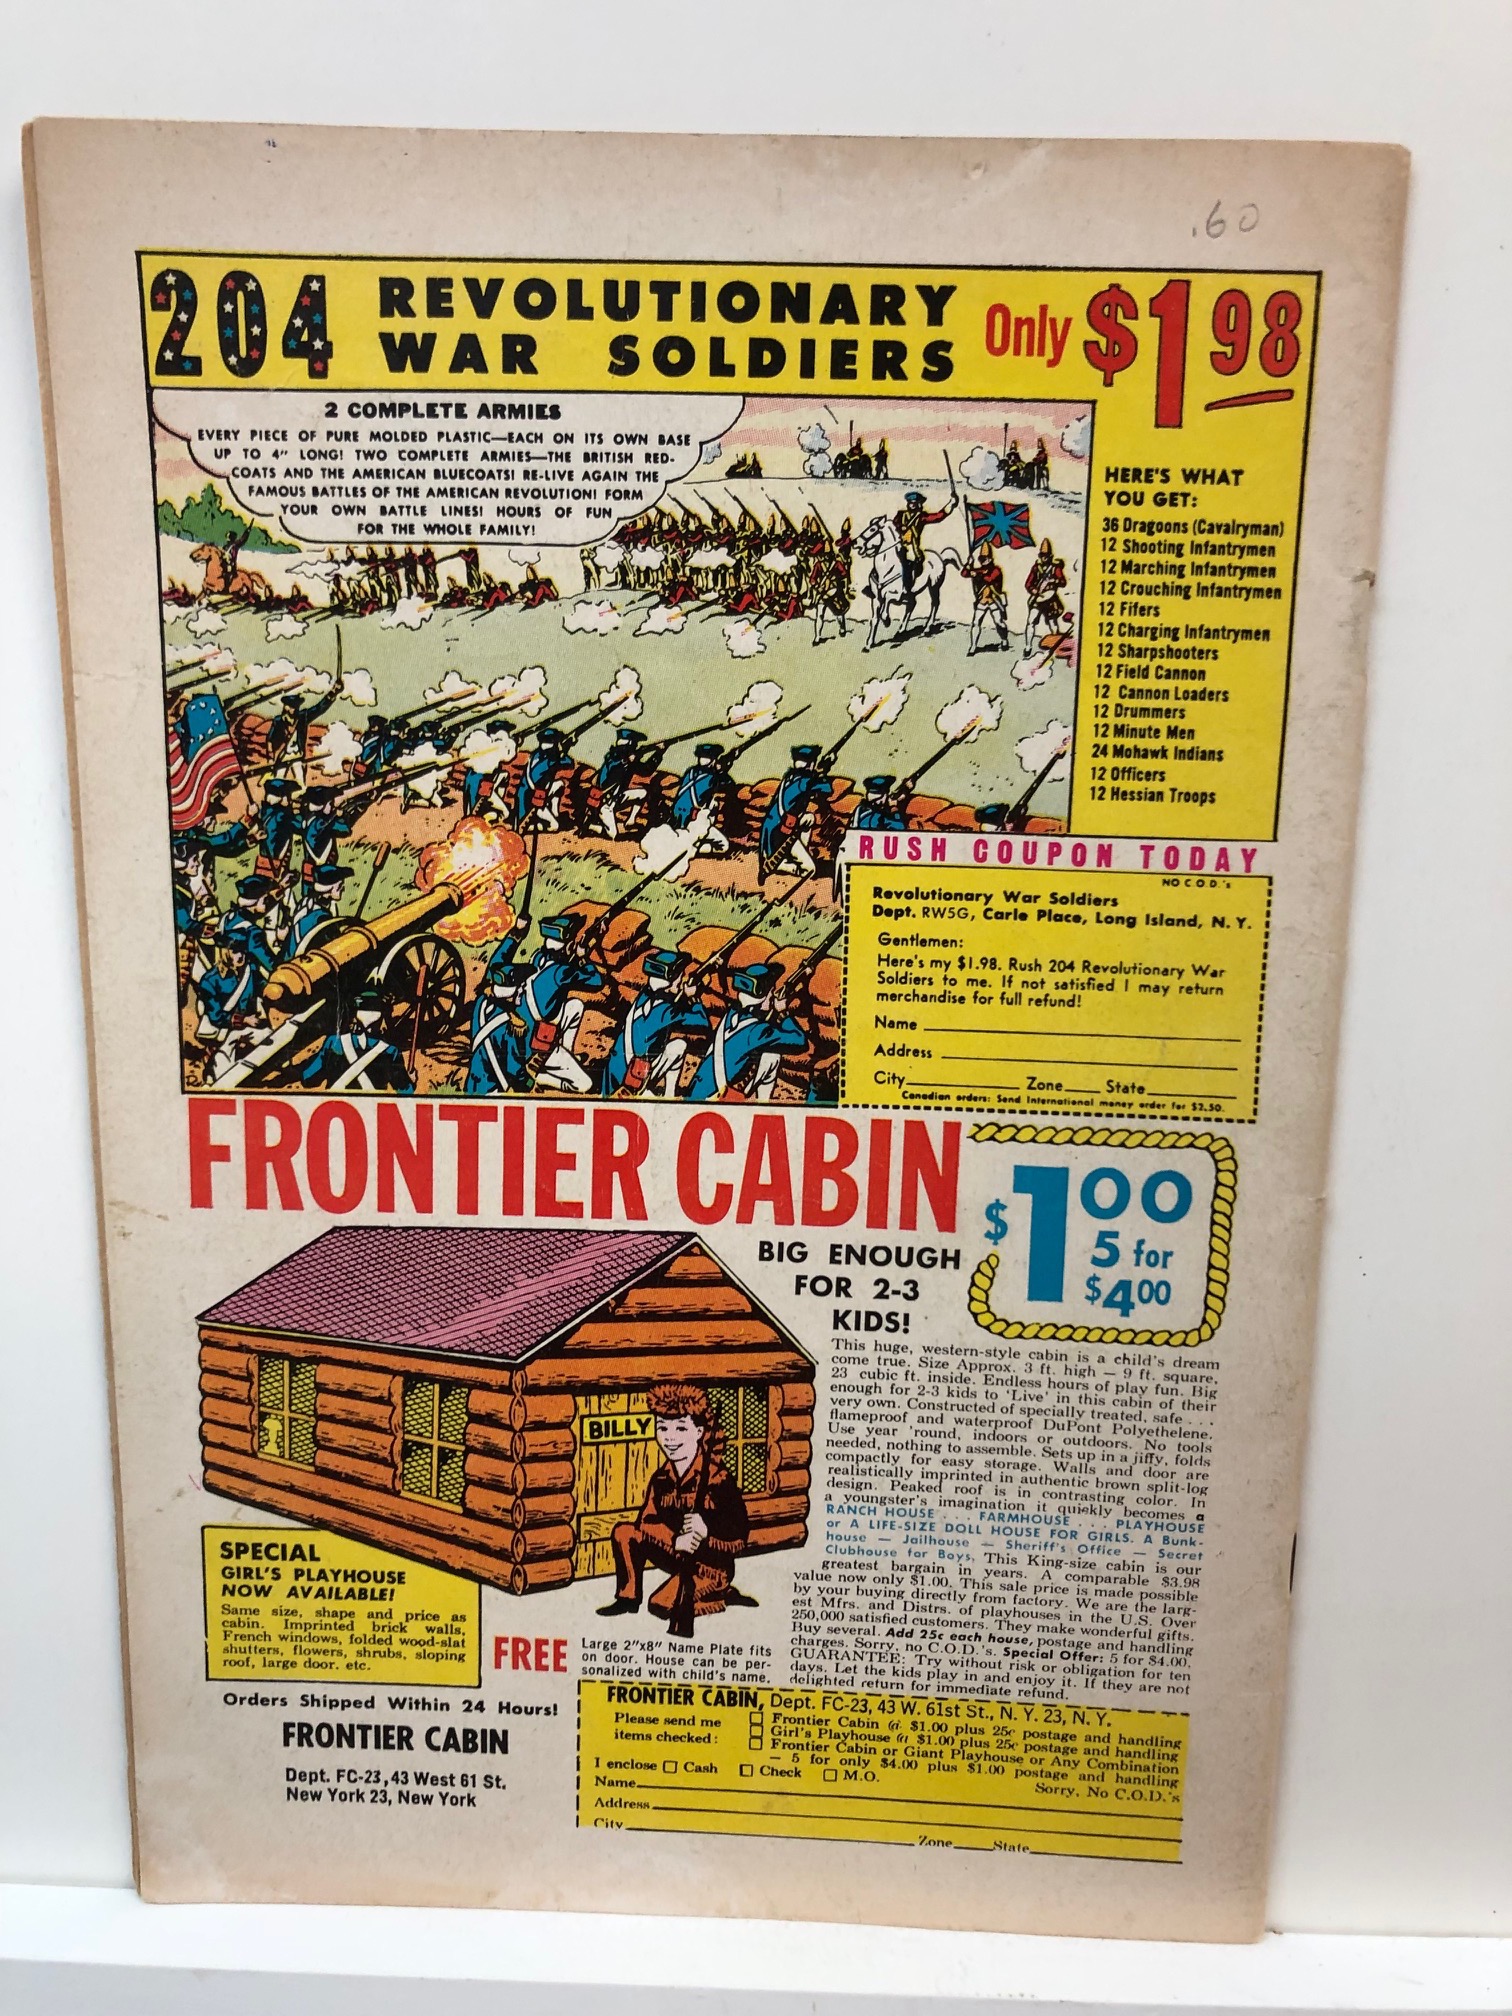 .60
204 REVOLUTIONARY
WAR SOLDIERS
Only $1 98
2 COMPLETE ARMIES
EVERY PIECE OF PURE MOLDED PLASTIC—EACH ON ITS OWN BASE
UP TO 4" LONG! TWO COMPLETE ARMIES—THE BRITISH RED-
COATS AND THE AMERICAN BLUECOATS! RE-LIVE AGAIN THE
FAMOUS BATTLES OF THE AMERICAN REVOLUTION! FORM
YOUR OWN BATTLE LINES! HOURS OF FUN
FOR THE WHOLE FAMILY!
HERE'S WHAT
YOU GET:
36 Dragoons (Cavalryman)
12 Shooting Infantrymen
12 Marching Infantrymen
12 Crouching Infantrymen
12 Fifers
12 Charging Infantrymen
12 Sharpshooters
12 Field Cannon
12 Cannon Loaders
12 Drummers
12 Minute Men
24 Mohawk Indians
12 Officers
12 Hessian Troops
RUSH COUPON TODAY
NO C.O.D.'s
Revolutionary War Soldiers
Dept. RW5G, Carle Place, Long Island, N. Y.
Gentlemen:
Here's my $1.98. Rush 204 Revolutionary War
Soldiers to me. If not satisfied I may return
merchandise for full refund!
Name
Address
City Zone State
Canadian orders: Send International money order for $2.50.
FRONTIER CABIN
$1 00
5 for
$4 00
BIG ENOUGH
FOR 2-3
KIDS!
BILLY
This huge, western-style cabin is a child's dream
come true. Size Approx. 3 ft. high — 9 ft. square,
23 cubic ft. inside. Endless hours of play fun. Big
enough for 2-3 kids to 'Live' in this cabin of their
very own. Constructed of specially treated, safe . . .
flameproof and waterproof DuPont Polyethelene.
Use year 'round, indoors or outdoors. No tools
needed, nothing to assemble. Sets up in a jiffy, folds
compactly for easy storage. Walls and door are
realistically imprinted in authentic brown split-log
design. Peaked roof is in contrasting color. In
a youngster's imagination it quickly becomes a
RANCH HOUSE . . . FARMHOUSE . . . PLAYHOUSE
or A LIFE-SIZE DOLL HOUSE FOR GIRLS. A Bunk-
house — Jailhouse — Sheriff's Office — Secret
Clubhouse for Boys. This King-size cabin is our
greatest bargain in years. A comparable $3.98
value now only $1.00. This sale price is made possible
by your buying directly from factory. We are the larg-
est Mfrs. and Distrs. of playhouses in the U.S. Over
250,000 satisfied customers. They make wonderful gifts.
Buy several. Add 25c each house, postage and handling
charges. Sorry, no C.O.D.'s. Special Offer: 5 for $4.00.
GUARANTEE: Try without risk or obligation for ten
days. Let the kids play in and enjoy it. If they are not
delighted return for immediate refund.
SPECIAL
GIRL'S PLAYHOUSE
NOW AVAILABLE!
Same size, shape and price as
cabin. Imprinted brick walls,
French windows, folded wood-slat
shutters, flowers, shrubs, sloping
roof, large door. etc.
FREE
Large 2"x8" Name Plate fits
on door. House can be per-
sonalized with child's name.
Orders Shipped Within 24 Hours!
FRONTIER CABIN
Dept. FC-23, 43 West 61 St.
New York 23, New York
FRONTIER CABIN, Dept. FC-23, 43 W. 61st St., N. Y. 23, N. Y.
Please send me
items checked:
☐ Frontier Cabin @ $1.00 plus 25c postage and handling
☐ Girl's Playhouse @ $1.00 plus 25c postage and handling
☐ Frontier Cabin or Giant Playhouse or Any Combination
— 5 for only $4.00 plus $1.00 postage and handling
I enclose ☐ Cash ☐ Check ☐ M.O.
Sorry, No C.O.D.'s
Name
Address
City Zone State